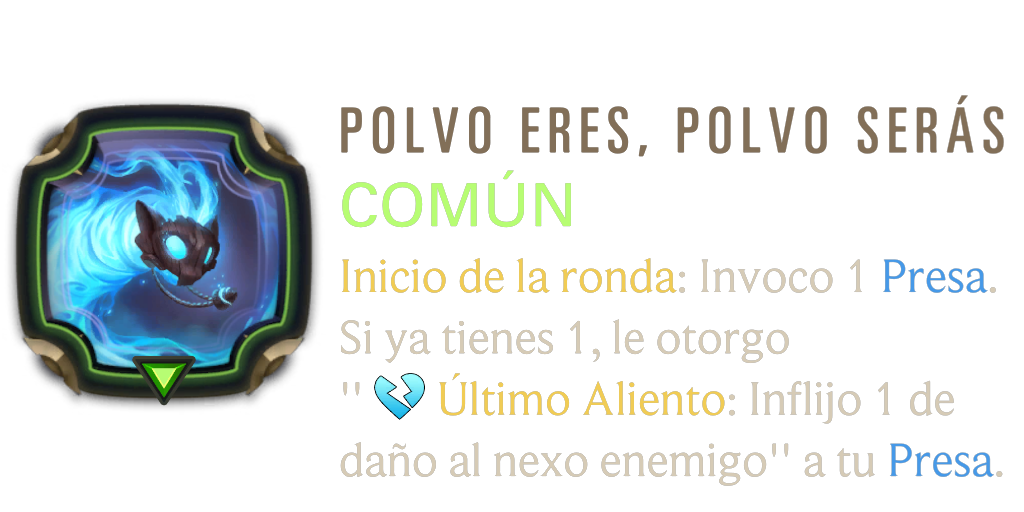 POLVO ERES, POLVO SERÁS
COMÚN
Inicio de la ronda: Invoco 1 Presa.
Si ya tienes 1, le otorgo
" Último Aliento: Inflijo 1 de
daño al nexo enemigo" a tu Presa.